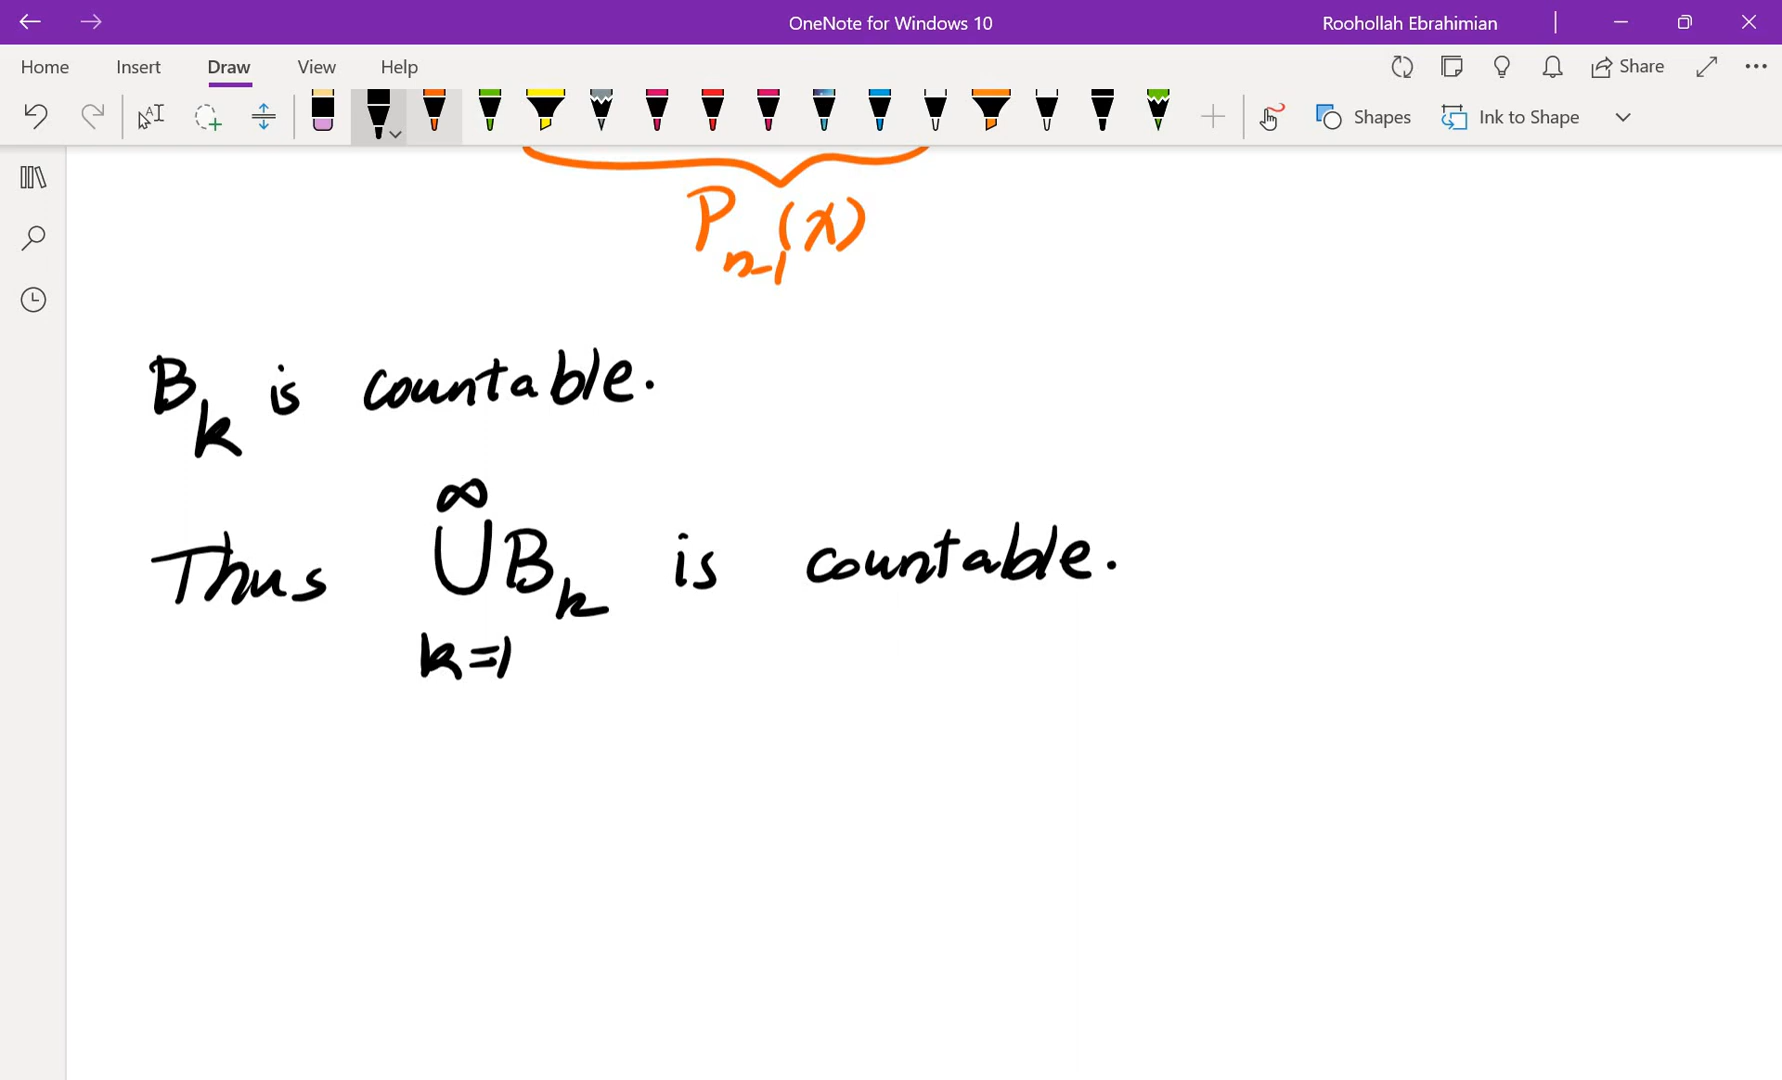 OneNote for Windows 10
Roohollah Ebrahimian
Home Insert Draw View Help
Share
Shapes Ink to Shape
P_{n-1}(x)
B_k is countable.
Thus ∞ ∪ B_k is countable.
k=1